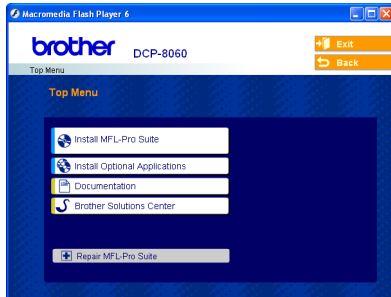 Macromedia Flash Player 6
brother DCP-8060
Exit
Back
Top Menu
Top Menu
Install MFL-Pro Suite
Install Optional Applications
Documentation
Brother Solutions Center
Repair MFL-Pro Suite